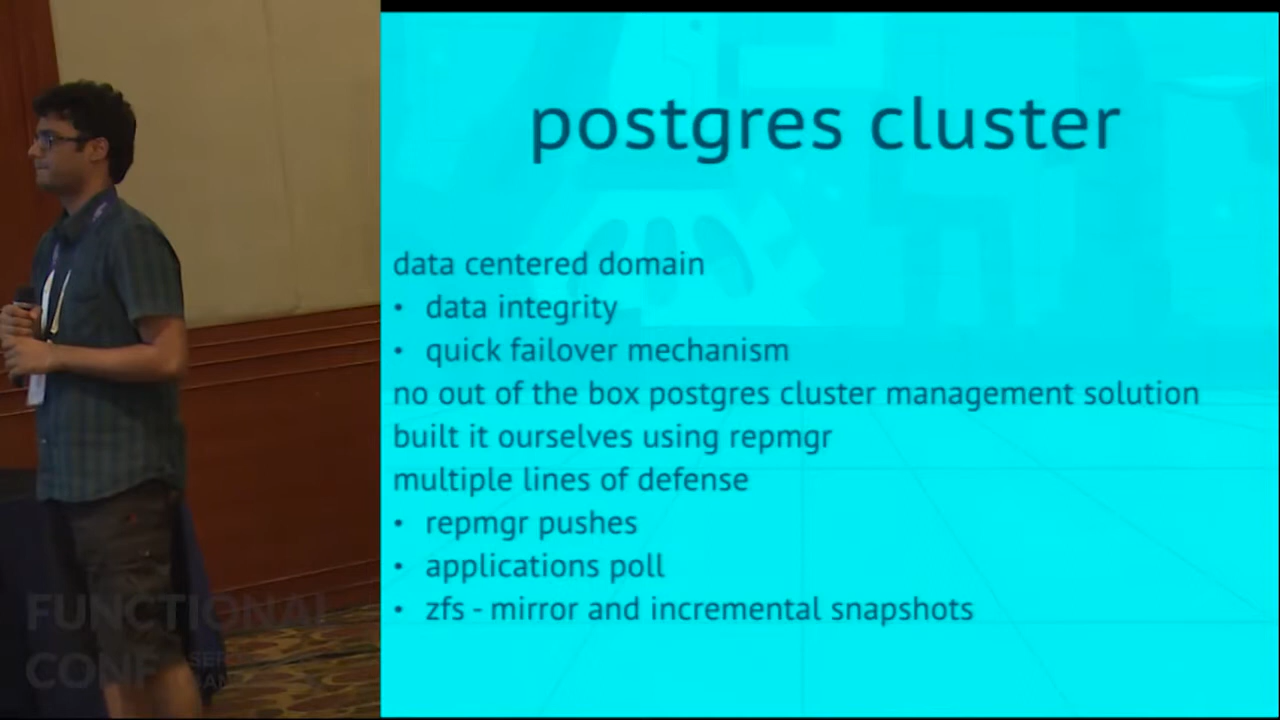 postgres cluster
data centered domain
• data integrity
• quick failover mechanism
no out of the box postgres cluster management solution
built it ourselves using repmgr
multiple lines of defense
• repmgr pushes
• applications poll
• zfs - mirror and incremental snapshots
FUNCTIONAL
CONF